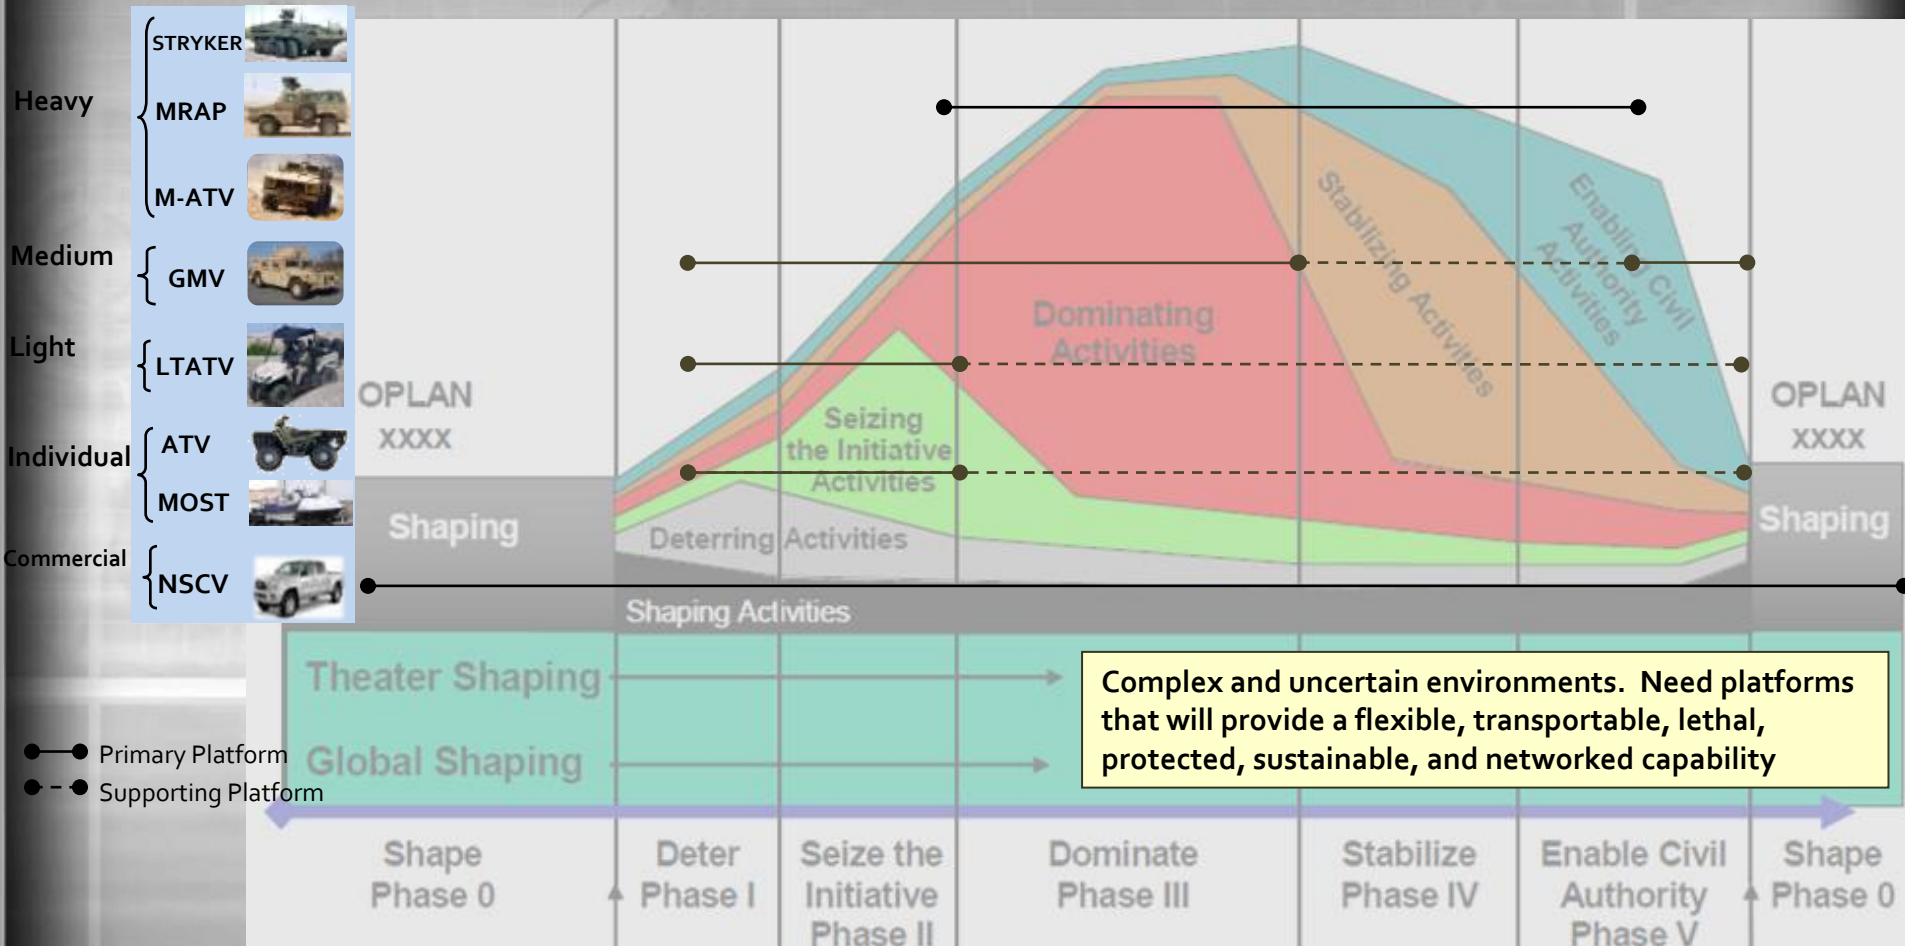 Heavy
STRYKER
MRAP
M-ATV
Medium
GMV
Light
LTATV
Individual
ATV
MOST
Commercial
NSCV
OPLAN
XXXX
Shaping
Seizing
the Initiative
Activities
Deterring Activities
Shaping Activities
Dominating
Activities
Stabilizing Activities
Enabling Civil
Authority
Activities
OPLAN
XXXX
Shaping
Theater Shaping
Global Shaping
Complex and uncertain environments. Need platforms
that will provide a flexible, transportable, lethal,
protected, sustainable, and networked capability
Primary Platform
Supporting Platform
Shape
Phase 0
Deter
Phase I
Seize the
Initiative
Phase II
Dominate
Phase III
Stabilize
Phase IV
Enable Civil
Authority
Phase V
Shape
Phase 0